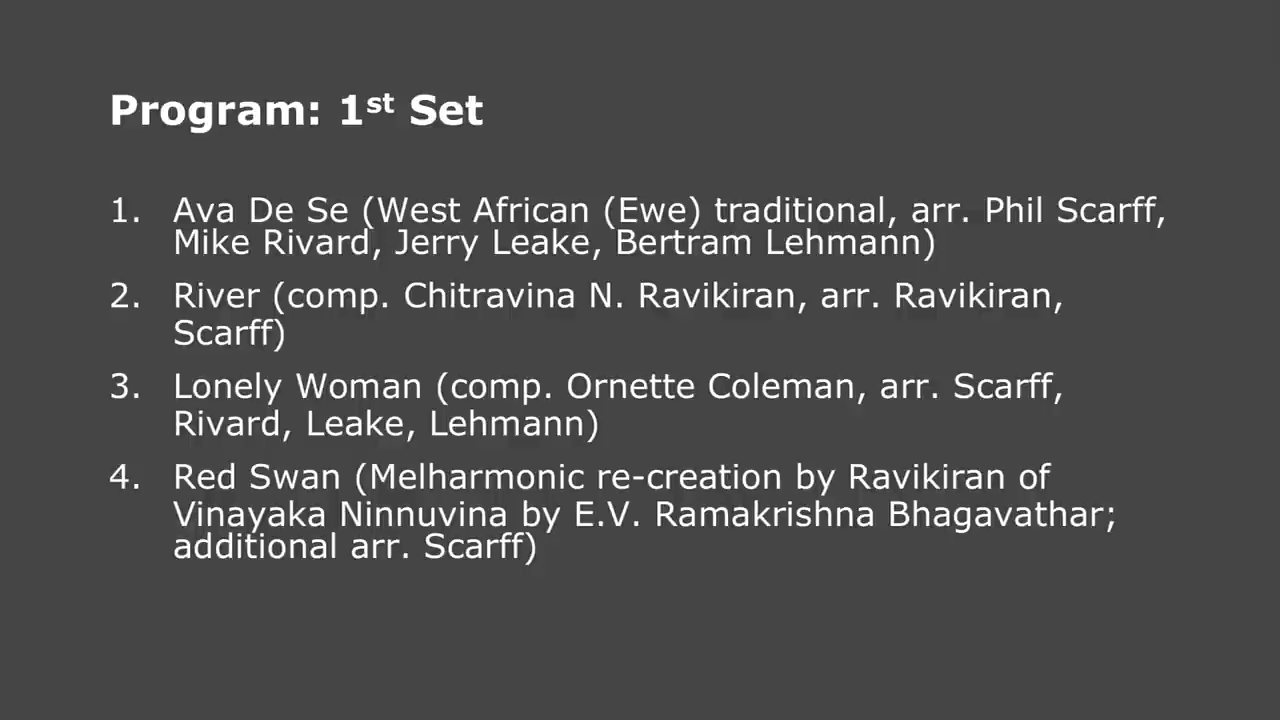 Program: 1st Set
1. Ava De Se (West African (Ewe) traditional, arr. Phil Scarff,
Mike Rivard, Jerry Leake, Bertram Lehmann)
2. River (comp. Chitravina N. Ravikiran, arr. Ravikiran,
Scarff)
3. Lonely Woman (comp. Ornette Coleman, arr. Scarff,
Rivard, Leake, Lehmann)
4. Red Swan (Melharmonic re-creation by Ravikiran of
Vinayaka Ninnuvina by E.V. Ramakrishna Bhagavathar;
additional arr. Scarff)